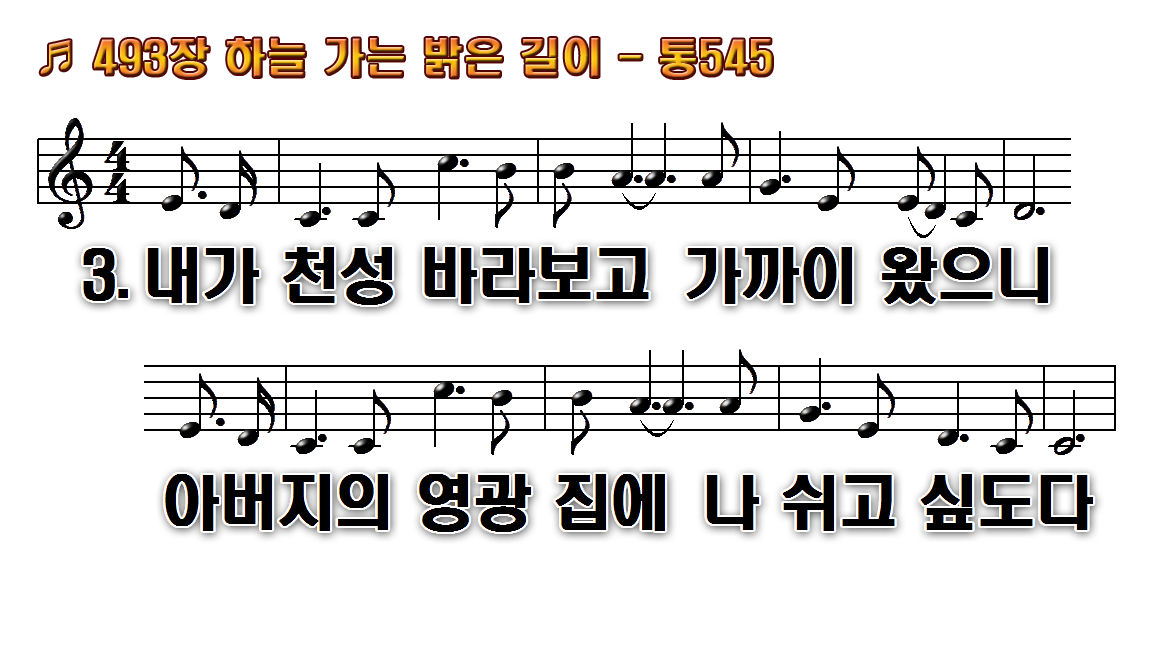 ♬ 493장 하늘 가는 밝은 길이 - 통545
4
4
3. 내가 천성 바라보고 가까이 왔으니
아버지의 영광 집에 나 쉬고 싶도다